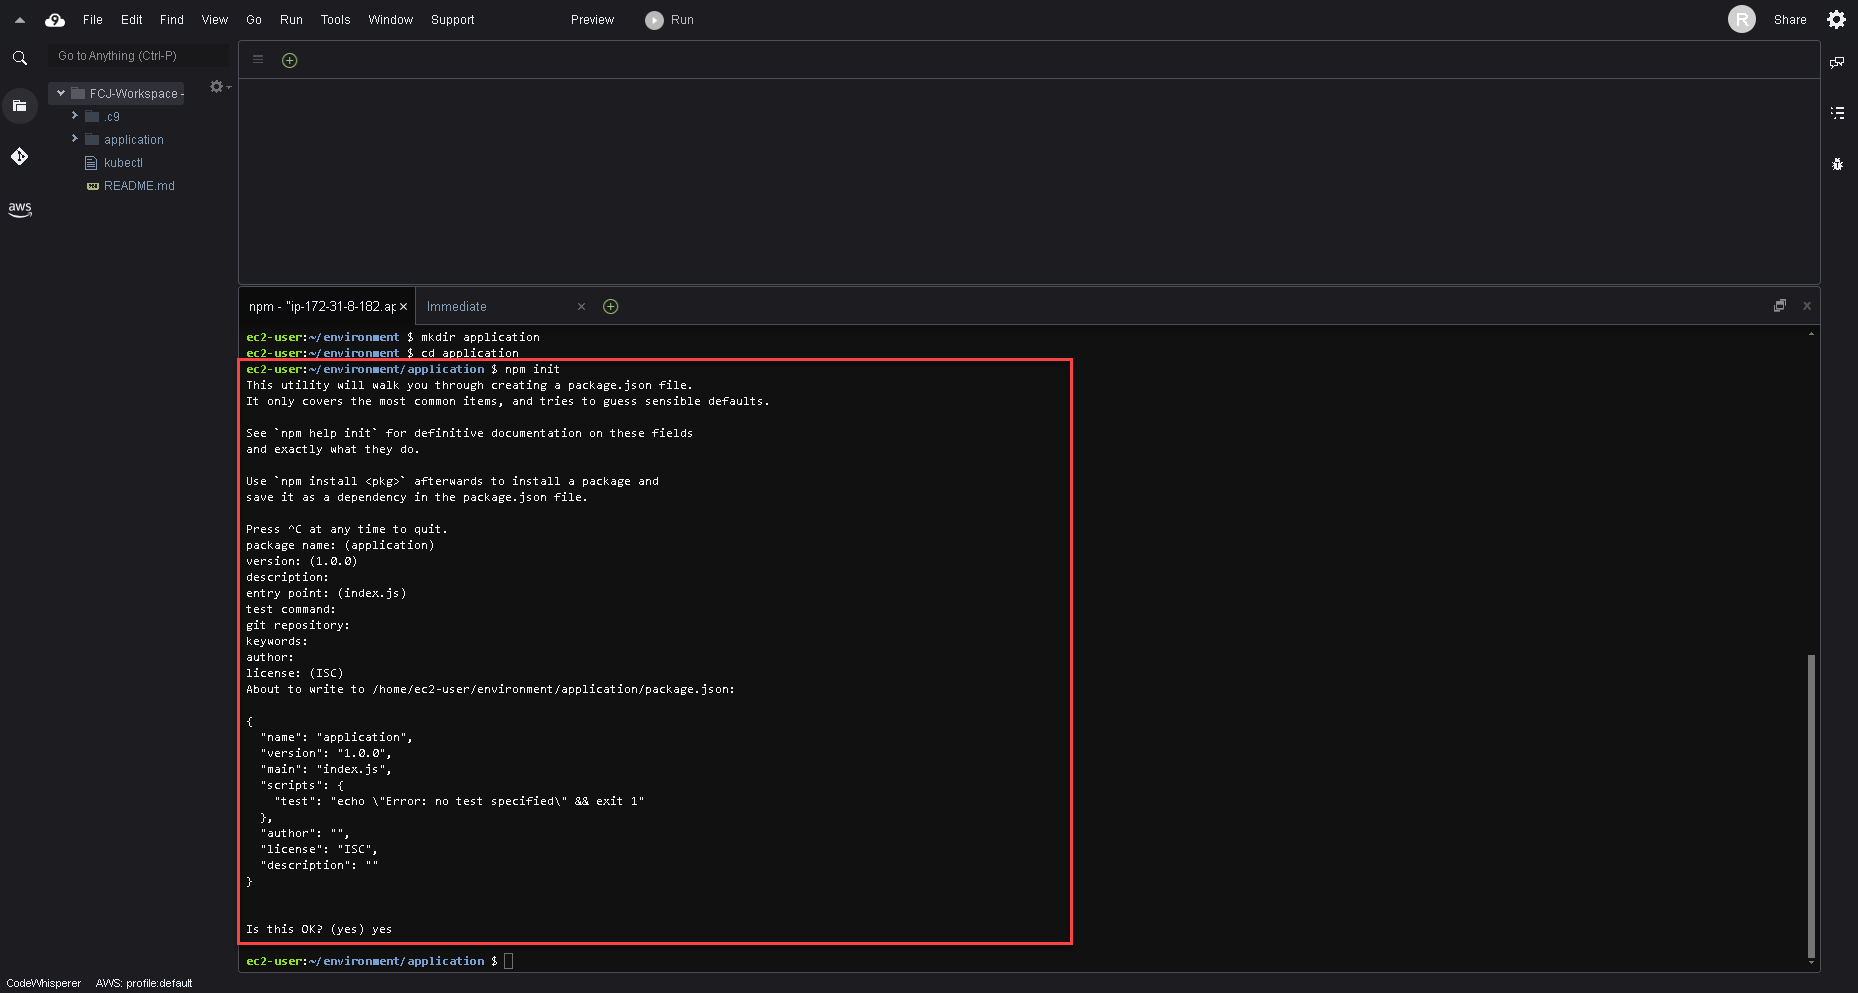 File Edit Find View Go Run Tools Window Support Preview Run R Share
Go to Anything (Ctrl-P)
FCJ-Workspace -
.c9
application
kubectl
README.md
aws
npm - "ip-172-31-8-182.ap Immediate
ec2-user:~/environment $ mkdir application
ec2-user:~/environment $ cd application
ec2-user:~/environment/application $ npm init
This utility will walk you through creating a package.json file.
It only covers the most common items, and tries to guess sensible defaults.
See `npm help init` for definitive documentation on these fields
and exactly what they do.
Use `npm install <pkg>` afterwards to install a package and
save it as a dependency in the package.json file.
Press ^C at any time to quit.
package name: (application)
version: (1.0.0)
description:
entry point: (index.js)
test command:
git repository:
keywords:
author:
license: (ISC)
About to write to /home/ec2-user/environment/application/package.json:
{
"name": "application",
"version": "1.0.0",
"main": "index.js",
"scripts": {
"test": "echo \"Error: no test specified\" && exit 1"
},
"author": "",
"license": "ISC",
"description": ""
}
Is this OK? (yes) yes
ec2-user:~/environment/application $
CodeWhisperer AWS: profile:default